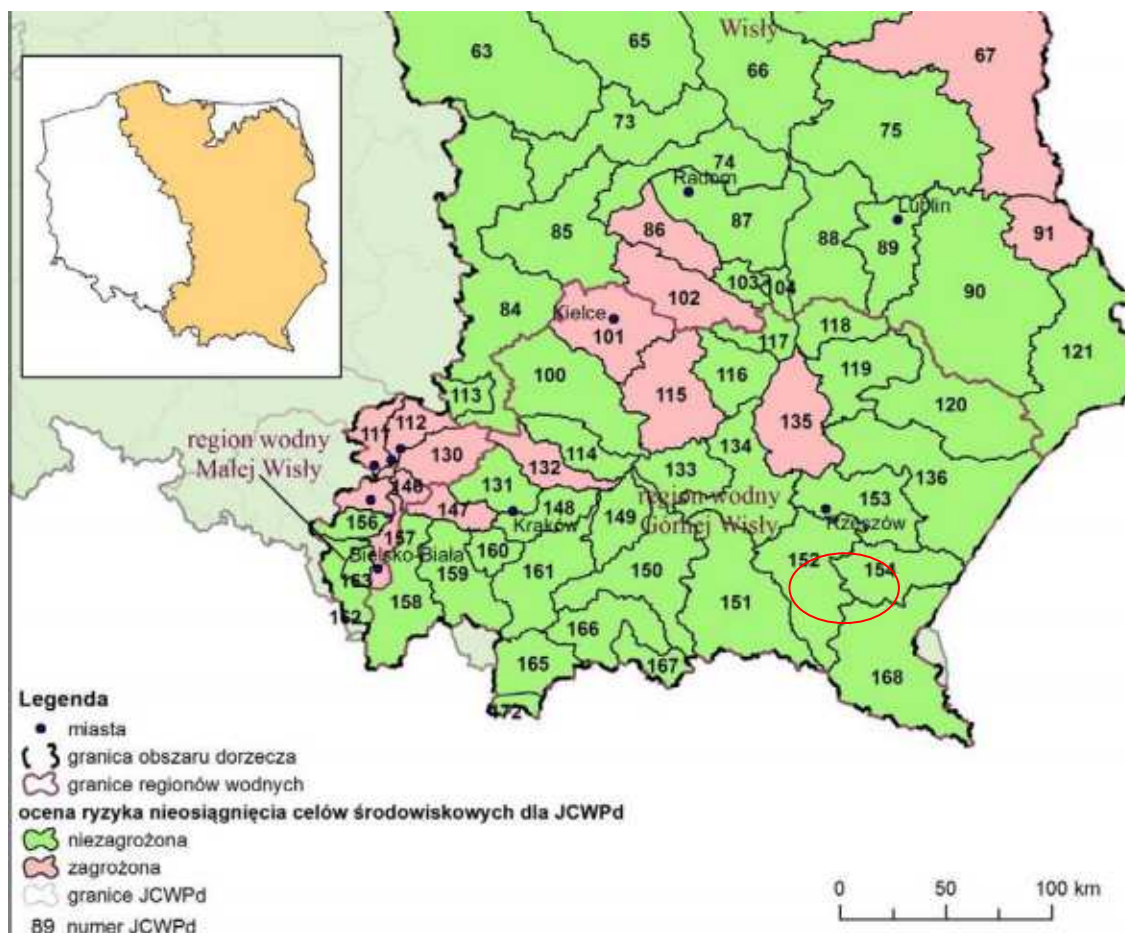 Wisły
63
65
66
67
73
75
74
Radom
85
86
87
88
Lublin
89
91
90
103
104
102
84
Kielce
101
117
118
121
100
116
119
115
113
120
112
111
region wodny
Małej Wisły
130
135
134
114
132
133
136
131
146
147
148
Kraków
149
region wodny
Górnej Wisły
153
Rzeszów
156
157
Bielsko-Biała
160
163
159
161
150
152
154
151
158
162
166
165
167
168
172
Legenda
miasta
granica obszaru dorzecza
granice regionów wodnych
ocena ryzyka nieosiągnięcia celów środowiskowych dla JCWPd
niezagrożona
zagrożona
granice JCWPd
89 numer JCWPd
0 50 100 km